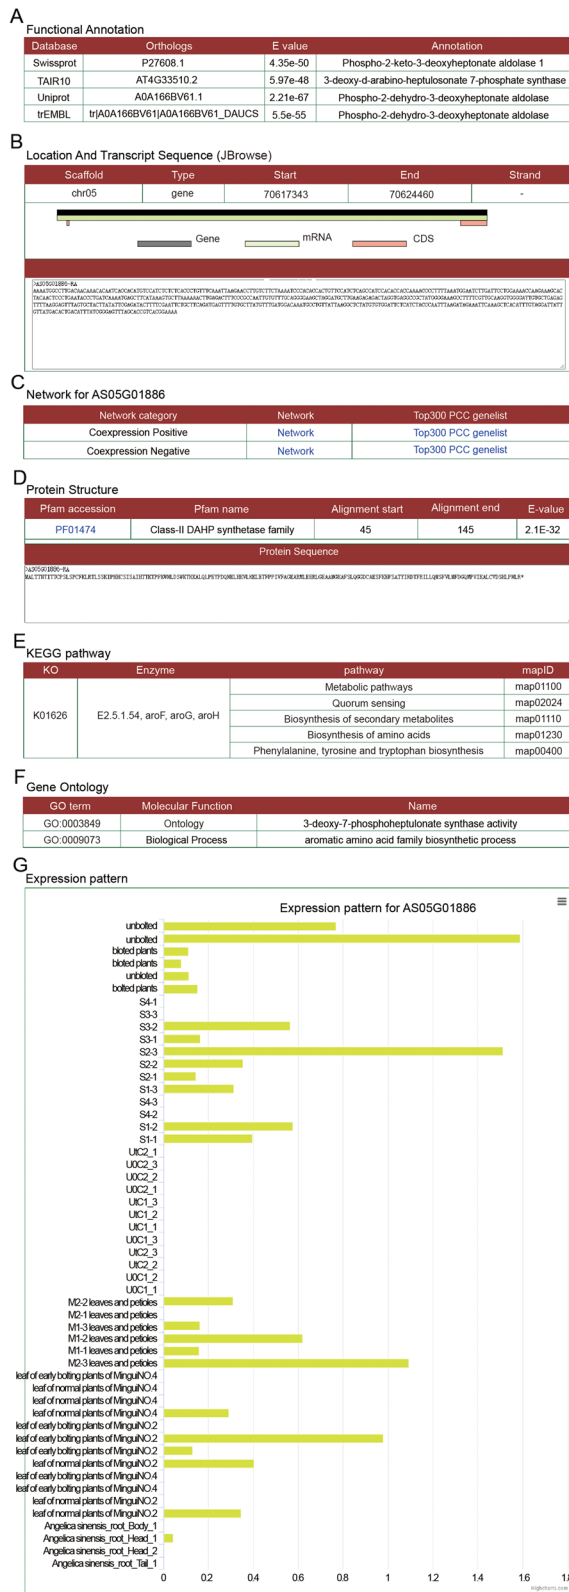 A
Functional Annotation
Database Orthologs E value Annotation
Swissprot P27608.1 4.35e-50 Phospho-2-keto-3-deoxyheptonate aldolase 1
TAIR10 AT4G33510.2 5.97e-48 3-deoxy-d-arabino-heptulosonate 7-phosphate synthase
Uniprot A0A166BV61.1 2.21e-67 Phospho-2-dehydro-3-deoxyheptonate aldolase
trEMBL tr|A0A166BV61|A0A166BV61_DAUCS 5.5e-55 Phospho-2-dehydro-3-deoxyheptonate aldolase
B
Location And Transcript Sequence (JBrowse)
Scaffold Type Start End Strand
chr05 gene 70617343 70624460 -
Gene mRNA CDS
>AS05G01886-RA
C
Network for AS05G01886
Network category Network Top300 PCC genelist
Coexpression Positive Network Top300 PCC genelist
Coexpression Negative Network Top300 PCC genelist
D
Protein Structure
Pfam accession Pfam name Alignment start Alignment end E-value
PF01474 Class-II DAHP synthetase family 45 145 2.1E-32
Protein Sequence
>AS05G01886-RA
E
KEGG pathway
KO Enzyme pathway mapID
K01626 E2.5.1.54, aroF, aroG, aroH
Metabolic pathways map01100
Quorum sensing map02024
Biosynthesis of secondary metabolites map01110
Biosynthesis of amino acids map01230
Phenylalanine, tyrosine and tryptophan biosynthesis map00400
F
Gene Ontology
GO term Molecular Function Name
GO:0003849 Ontology 3-deoxy-7-phosphoheptulonate synthase activity
GO:0009073 Biological Process aromatic amino acid family biosynthetic process
G
Expression pattern
Expression pattern for AS05G01886
unbolted
unbolted
bloted plants
bloted plants
unbloted
bolted plants
S4-1
S3-3
S3-2
S3-1
S2-3
S2-2
S2-1
S1-3
S4-3
S4-2
S1-2
S1-1
UtC2_1
U0C2_3
U0C2_2
U0C2_1
UtC1_3
UtC1_2
UtC1_1
U0C1_3
UtC2_3
UtC2_2
U0C1_2
U0C1_1
M2-2 leaves and petioles
M2-1 leaves and petioles
M1-3 leaves and petioles
M1-2 leaves and petioles
M1-1 leaves and petioles
M2-3 leaves and petioles
leaf of early bolting plants of MinguiNO.4
leaf of normal plants of MinguiNO.4
leaf of normal plants of MinguiNO.4
leaf of normal plants of MinguiNO.4
leaf of early bolting plants of MinguiNO.2
leaf of early bolting plants of MinguiNO.2
leaf of early bolting plants of MinguiNO.2
leaf of normal plants of MinguiNO.2
leaf of early bolting plants of MinguiNO.4
leaf of early bolting plants of MinguiNO.4
leaf of normal plants of MinguiNO.2
leaf of normal plants of MinguiNO.2
Angelica sinensis_root_Body_1
Angelica sinensis_root_Head_1
Angelica sinensis_root_Head_2
Angelica sinensis_root_Tail_1
0 0.2 0.4 0.6 0.8 1 1.2 1.4 1.6 1.8
Highcharts.com